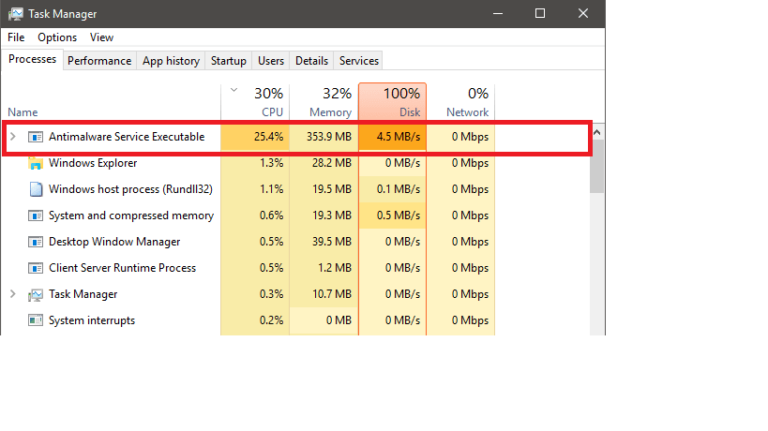 Task Manager
File Options View
Processes Performance App history Startup Users Details Services
30% 32% 100% 0%
Name CPU Memory Disk Network
Antimalware Service Executable 25.4% 353.9 MB 4.5 MB/s 0 Mbps
Windows Explorer 1.3% 28.2 MB 0 MB/s 0 Mbps
Windows host process (Rundll32) 1.1% 19.5 MB 0.1 MB/s 0 Mbps
System and compressed memory 0.6% 19.3 MB 0.5 MB/s 0 Mbps
Desktop Window Manager 0.5% 39.5 MB 0 MB/s 0 Mbps
Client Server Runtime Process 0.5% 1.2 MB 0 MB/s 0 Mbps
Task Manager 0.3% 10.7 MB 0 MB/s 0 Mbps
System interrupts 0.2% 0 MB 0 MB/s 0 Mbps